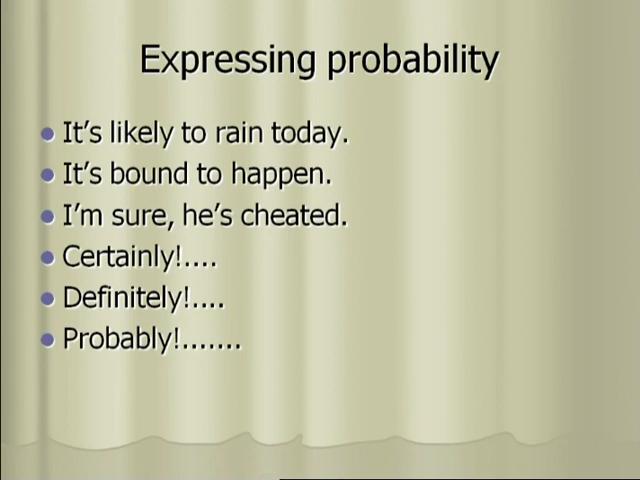 Expressing probability
It's likely to rain today.
It's bound to happen.
I'm sure, he's cheated.
Certainly!....
Definitely!....
Probably!.......